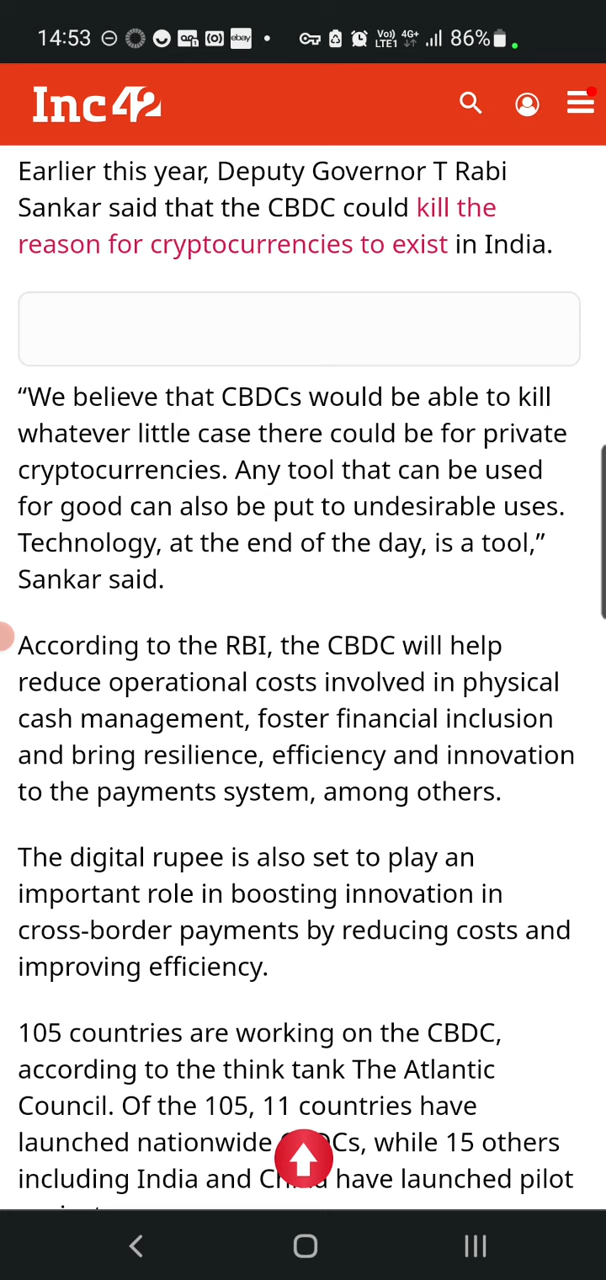 14:53
ebay
Vo)) 4G+
LTE1
86%
Inc42
Earlier this year, Deputy Governor T Rabi
Sankar said that the CBDC could kill the
reason for cryptocurrencies to exist in India.
“We believe that CBDCs would be able to kill
whatever little case there could be for private
cryptocurrencies. Any tool that can be used
for good can also be put to undesirable uses.
Technology, at the end of the day, is a tool,”
Sankar said.
According to the RBI, the CBDC will help
reduce operational costs involved in physical
cash management, foster financial inclusion
and bring resilience, efficiency and innovation
to the payments system, among others.
The digital rupee is also set to play an
important role in boosting innovation in
cross-border payments by reducing costs and
improving efficiency.
105 countries are working on the CBDC,
according to the think tank The Atlantic
Council. Of the 105, 11 countries have
launched nationwide Cs, while 15 others
including India and have launched pilot